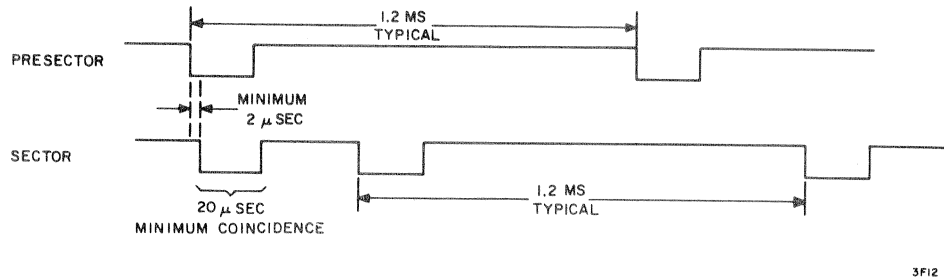 1.2 MS
TYPICAL
PRESECTOR
MINIMUM
2 μ SEC
SECTOR
20 μ SEC
MINIMUM COINCIDENCE
1.2 MS
TYPICAL
3F12